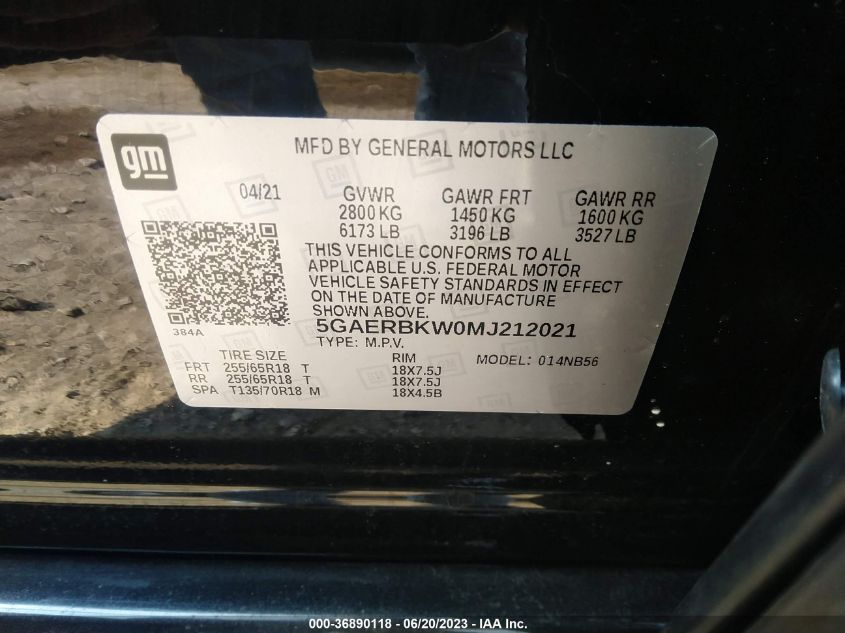 gm
MFD BY GENERAL MOTORS LLC
04/21
GVWR GAWR FRT GAWR RR
2800 KG 1450 KG 1600 KG
6173 LB 3196 LB 3527 LB
THIS VEHICLE CONFORMS TO ALL
APPLICABLE U.S. FEDERAL MOTOR
VEHICLE SAFETY STANDARDS IN EFFECT
ON THE DATE OF MANUFACTURE
SHOWN ABOVE.
384A
5GAERBKW0MJ212021
TYPE: M.P.V. MODEL: 014NB56
TIRE SIZE RIM
FRT 255/65R18 T 18X7.5J
RR 255/65R18 T 18X7.5J
SPA T135/70R18 M 18X4.5B
000-36890118 - 06/20/2023 - IAA Inc.